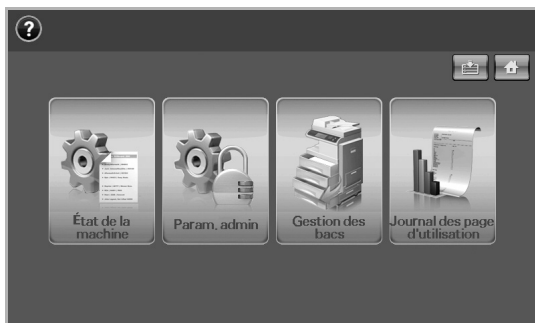 ?
État de la
machine
Param, admin
Gestion des
bacs
Journal des page
d'utilisation